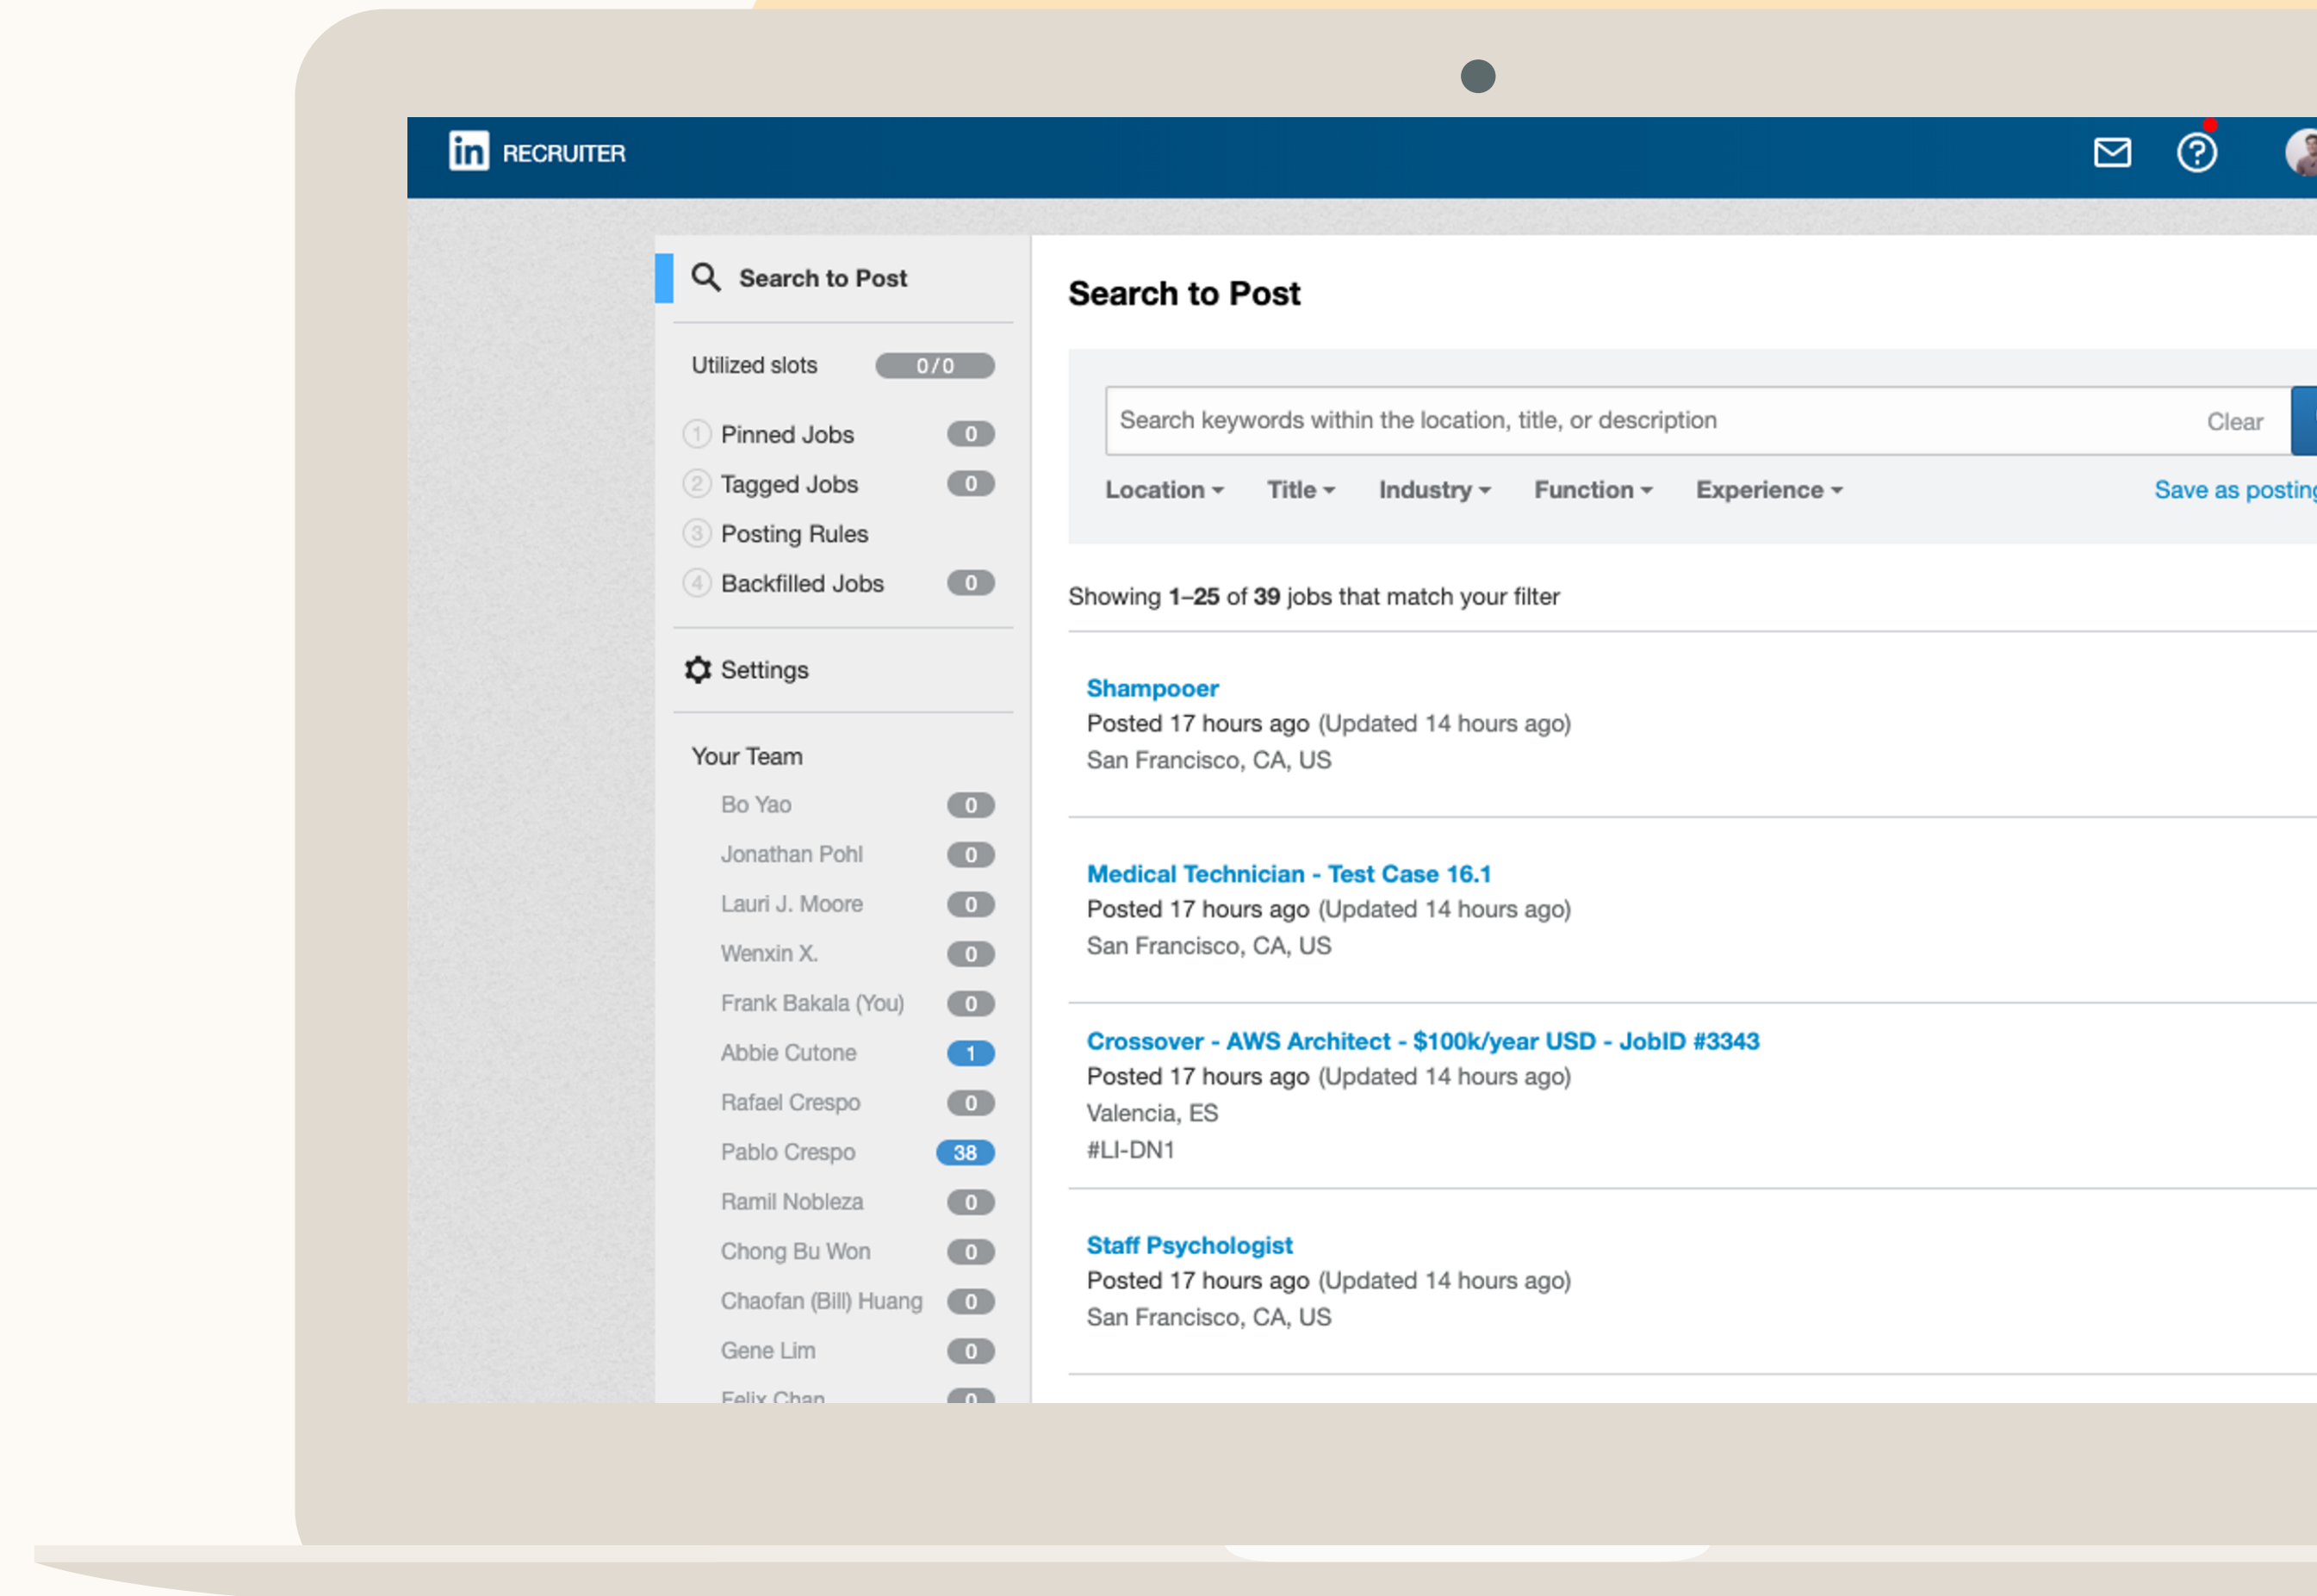 in RECRUITER
Search to Post
Utilized slots 0/0
1 Pinned Jobs 0
2 Tagged Jobs 0
3 Posting Rules
4 Backfilled Jobs 0
Settings
Your Team
Bo Yao 0
Jonathan Pohl 0
Lauri J. Moore 0
Wenxin X. 0
Frank Bakala (You) 0
Abbie Cutone 1
Rafael Crespo 0
Pablo Crespo 38
Ramil Nobleza 0
Chong Bu Won 0
Chaofan (Bill) Huang 0
Gene Lim 0
Felix Chan 0
Search to Post
Search keywords within the location, title, or description Clear
Location Title Industry Function Experience Save as posting
Showing 1–25 of 39 jobs that match your filter
Shampooer
Posted 17 hours ago (Updated 14 hours ago)
San Francisco, CA, US
Medical Technician - Test Case 16.1
Posted 17 hours ago (Updated 14 hours ago)
San Francisco, CA, US
Crossover - AWS Architect - $100k/year USD - JobID #3343
Posted 17 hours ago (Updated 14 hours ago)
Valencia, ES
#LI-DN1
Staff Psychologist
Posted 17 hours ago (Updated 14 hours ago)
San Francisco, CA, US